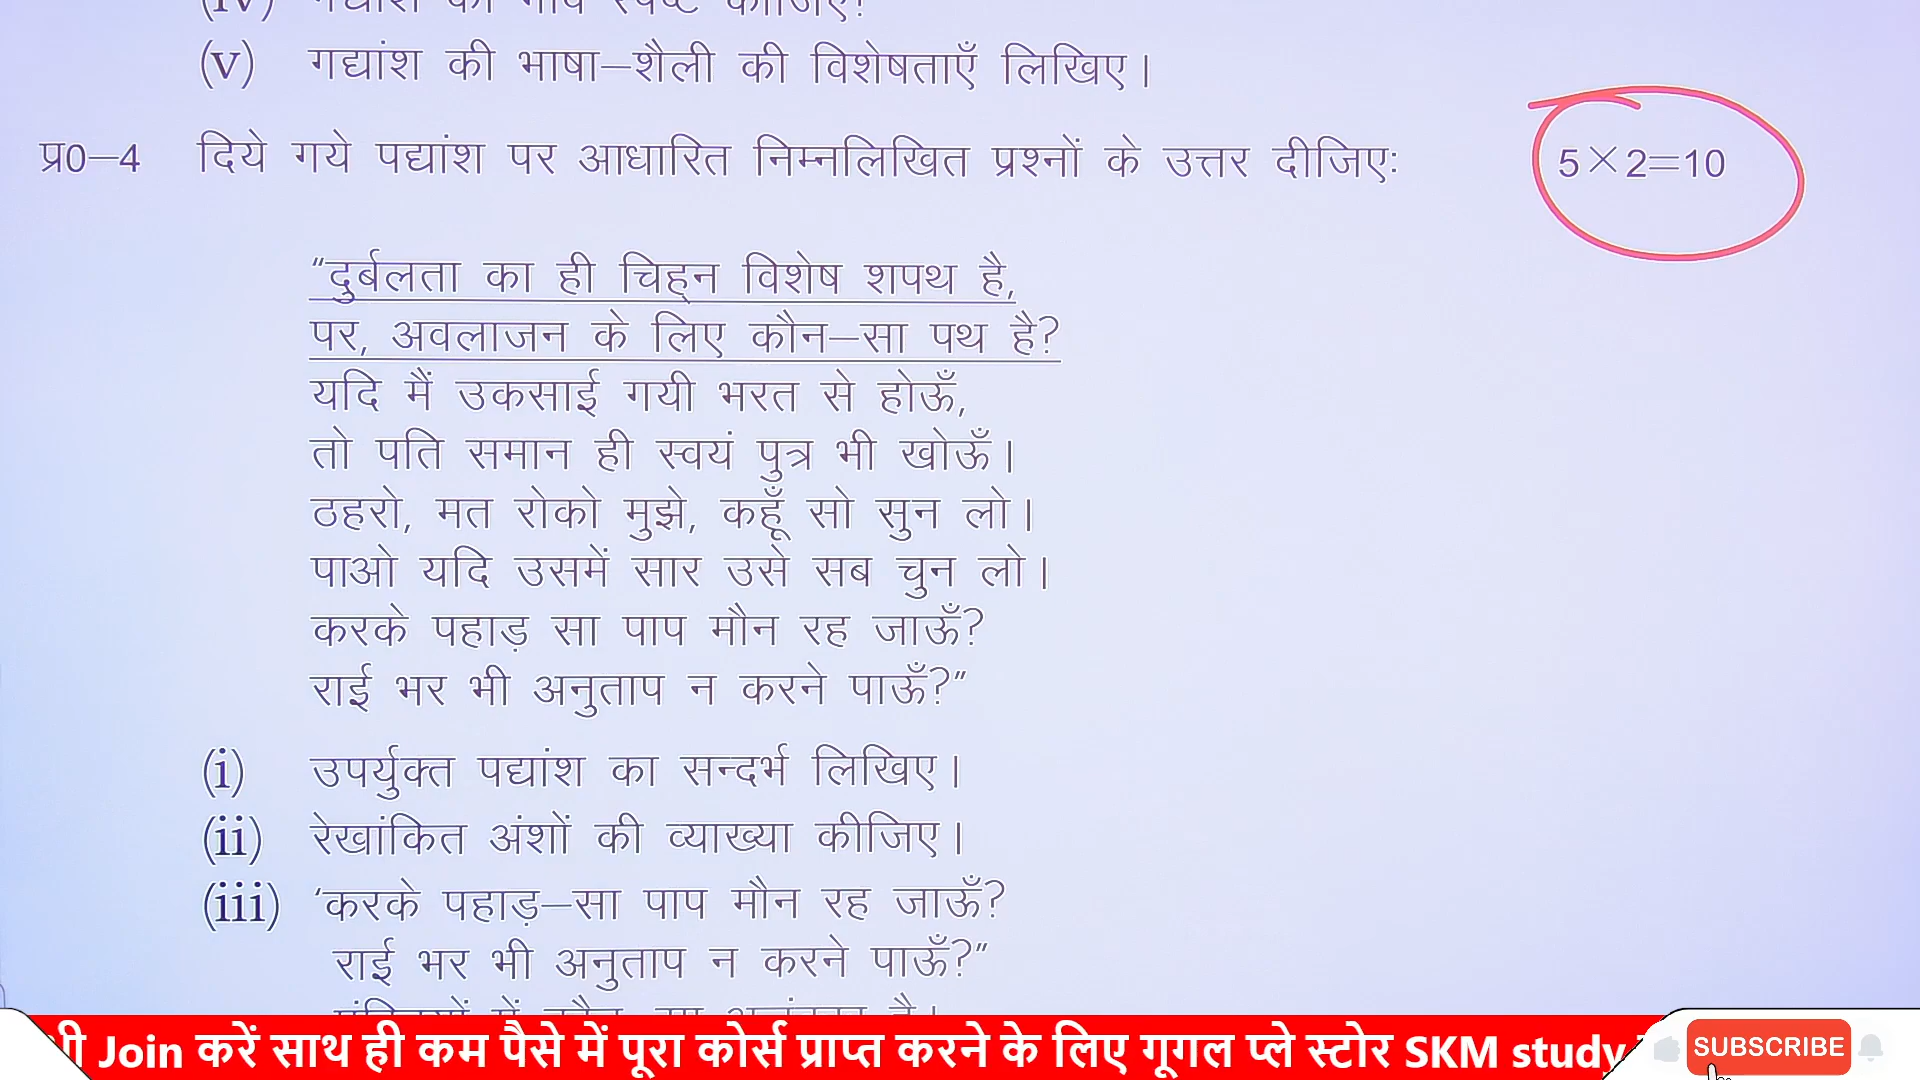 (iv) गद्यांश का भाव स्पष्ट कीजिए?
(v) गद्यांश की भाषा–शैली की विशेषताएँ लिखिए।
प्र0–4 दिये गये पद्यांश पर आधारित निम्नलिखित प्रश्नों के उत्तर दीजिए: 5×2=10
“दुर्बलता का ही चिह्न विशेष शपथ है,
पर, अवलाजन के लिए कौन–सा पथ है?
यदि मैं उकसाई गयी भरत से होऊँ,
तो पति समान ही स्वयं पुत्र भी खोऊँ।
ठहरो, मत रोको मुझे, कहूँ सो सुन लो।
पाओ यदि उसमें सार उसे सब चुन लो।
करके पहाड़ सा पाप मौन रह जाऊँ?
राई भर भी अनुताप न करने पाऊँ?”
(i) उपर्युक्त पद्यांश का सन्दर्भ लिखिए।
(ii) रेखांकित अंशों की व्याख्या कीजिए।
(iii) ‘करके पहाड़–सा पाप मौन रह जाऊँ?
राई भर भी अनुताप न करने पाऊँ?”
Join करें साथ ही कम पैसे में पूरा कोर्स प्राप्त करने के लिए गूगल प्ले स्टोर SKM study
SUBSCRIBE